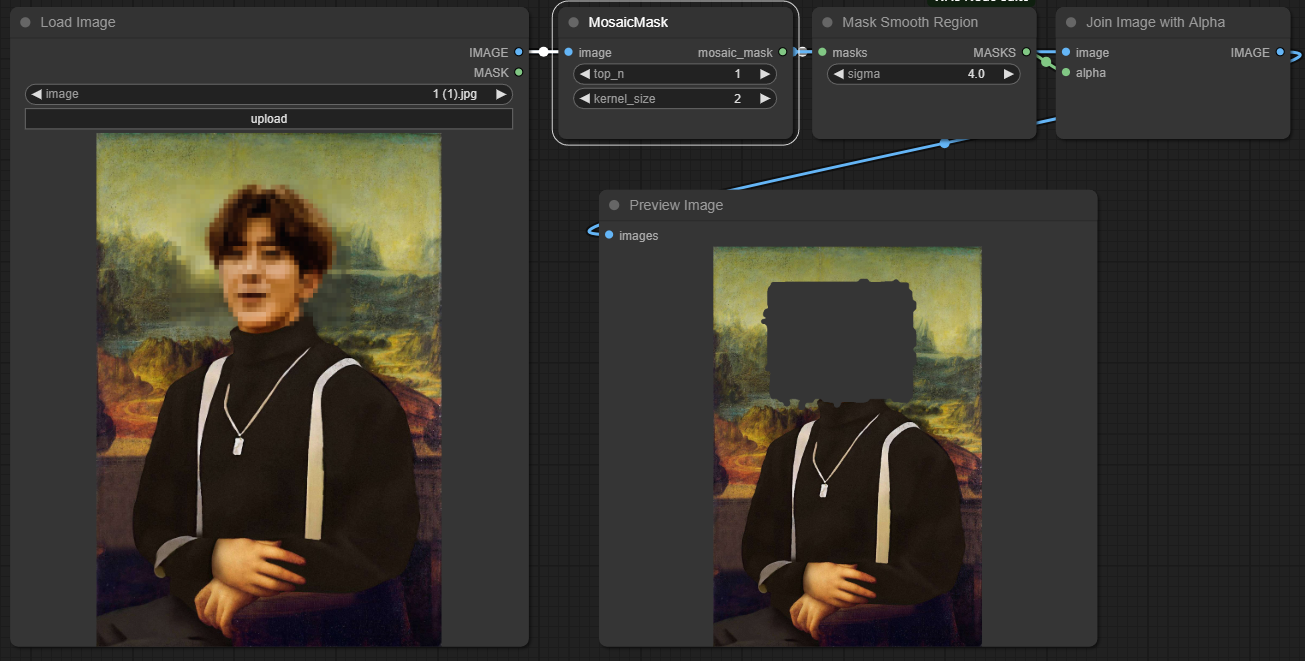 Load Image
IMAGE
MASK
image 1 (1).jpg
upload
MosaicMask
image mosaic_mask
top_n 1
kernel_size 2
Mask Smooth Region
masks MASKS
sigma 4.0
Join Image with Alpha
image IMAGE
alpha
Preview Image
images